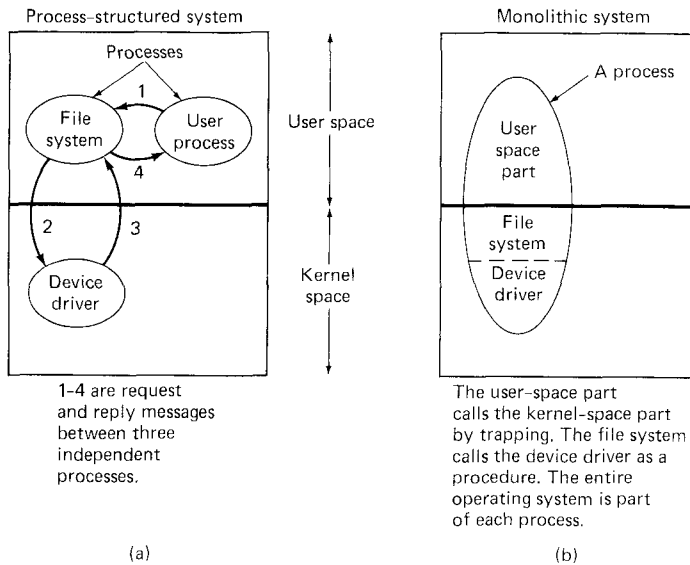 Process-structured system
Processes
1
File
system
User
process
4
2
3
Device
driver
User space
Kernel
space
1-4 are request
and reply messages
between three
independent
processes.
(a)
Monolithic system
A process
User
space
part
File
system
Device
driver
The user-space part
calls the kernel-space part
by trapping. The file system
calls the device driver as a
procedure. The entire
operating system is part
of each process.
(b)